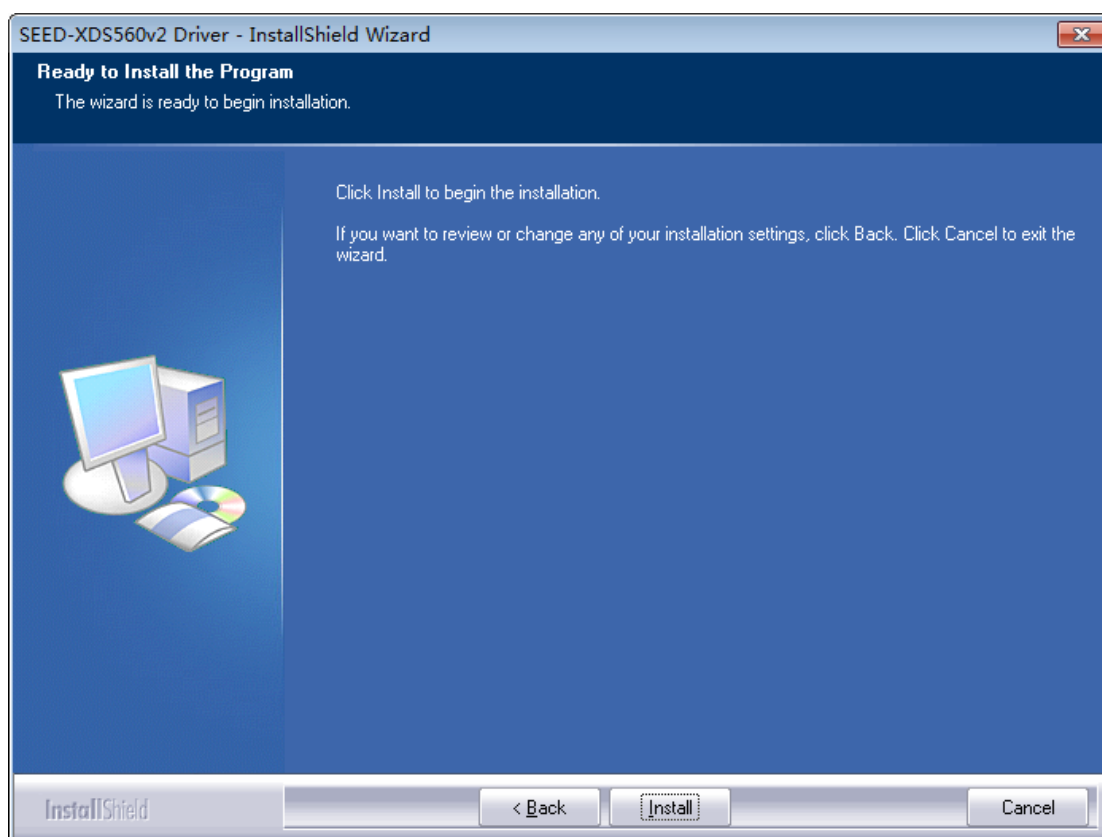 SEED-XDS560v2 Driver - InstallShield Wizard
Ready to Install the Program
The wizard is ready to begin installation.
Click Install to begin the installation.
If you want to review or change any of your installation settings, click Back. Click Cancel to exit the
wizard.
InstallShield
< Back
Install
Cancel